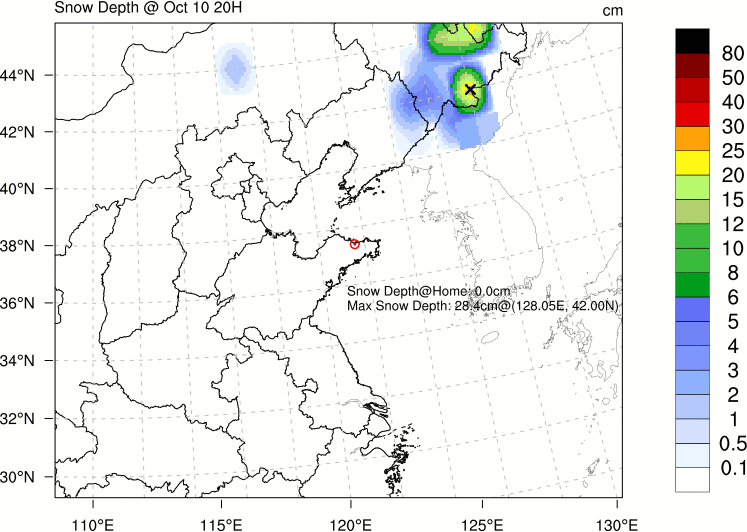 Snow Depth @ Oct 10 20H
cm
44°N
42°N
40°N
38°N
36°N
34°N
32°N
30°N
110°E
115°E
120°E
125°E
130°E
Snow Depth@Home: 0.0cm
Max Snow Depth: 28.4cm@(128.05E, 42.00N)
80
50
40
30
25
20
15
12
10
8
6
5
4
3
2
1
0.5
0.1